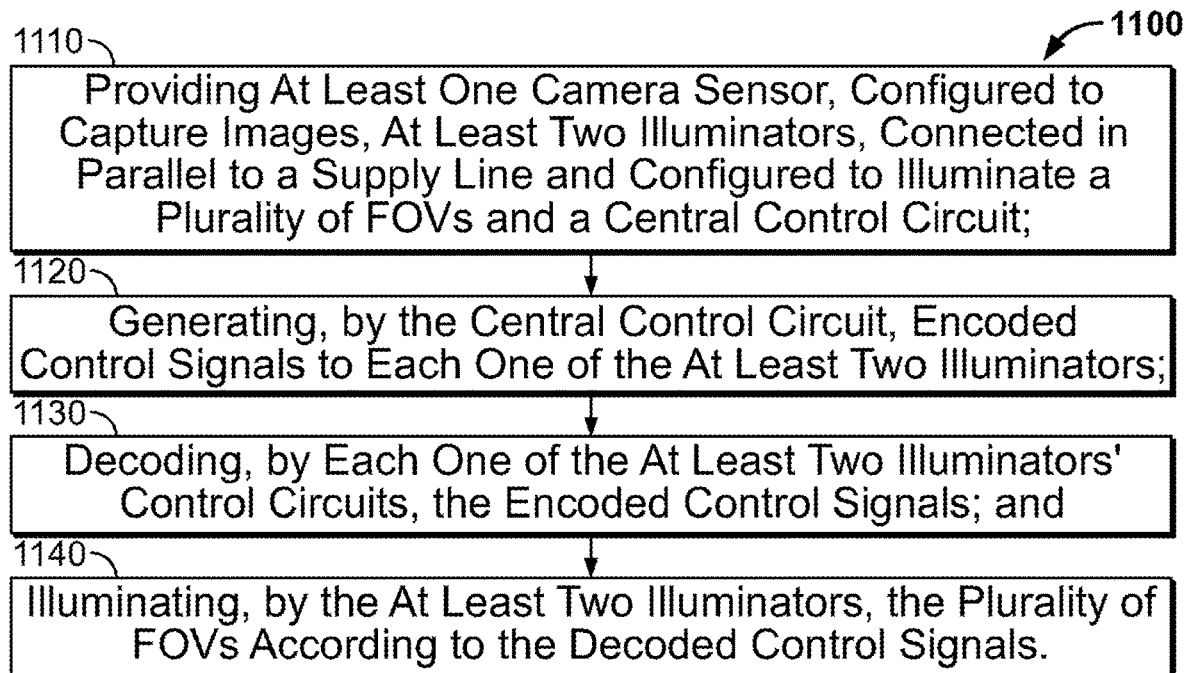 1100
1110
Providing At Least One Camera Sensor, Configured to
Capture Images, At Least Two Illuminators, Connected in
Parallel to a Supply Line and Configured to Illuminate a
Plurality of FOVs and a Central Control Circuit;
1120
Generating, by the Central Control Circuit, Encoded
Control Signals to Each One of the At Least Two Illuminators;
1130
Decoding, by Each One of the At Least Two Illuminators'
Control Circuits, the Encoded Control Signals; and
1140
Illuminating, by the At Least Two Illuminators, the Plurality of
FOVs According to the Decoded Control Signals.